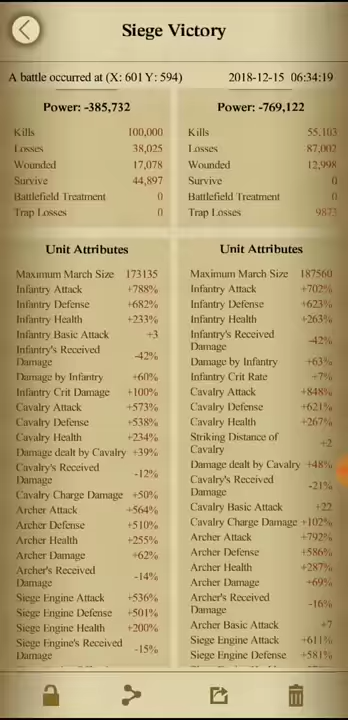 Siege Victory
A battle occurred at (X: 601 Y: 594) 2018-12-15 06:34:19
Power: -385,732
Kills 100,000
Losses 38,025
Wounded 17,078
Survive 44,897
Battlefield Treatment 0
Trap Losses 0
Unit Attributes
Maximum March Size 173135
Infantry Attack +788%
Infantry Defense +682%
Infantry Health +233%
Infantry Basic Attack +3
Infantry's Received
Damage -42%
Damage by Infantry +60%
Infantry Crit Damage +100%
Cavalry Attack +573%
Cavalry Defense +538%
Cavalry Health +234%
Damage dealt by Cavalry +39%
Cavalry's Received
Damage -12%
Cavalry Charge Damage +50%
Archer Attack +564%
Archer Defense +510%
Archer Health +255%
Archer Damage +62%
Archer's Received
Damage -14%
Siege Engine Attack +536%
Siege Engine Defense +501%
Siege Engine Health +200%
Siege Engine's Received
Damage -15%
Power: -769,122
Kills 55,103
Losses 87,002
Wounded 12,998
Survive 0
Battlefield Treatment 0
Trap Losses 9873
Unit Attributes
Maximum March Size 187560
Infantry Attack +702%
Infantry Defense +623%
Infantry Health +263%
Infantry's Received
Damage -42%
Damage by Infantry +63%
Infantry Crit Rate +7%
Cavalry Attack +848%
Cavalry Defense +621%
Cavalry Health +267%
Striking Distance of
Cavalry +2
Damage dealt by Cavalry +48%
Cavalry's Received
Damage -21%
Cavalry Basic Attack +22
Cavalry Charge Damage +102%
Archer Attack +792%
Archer Defense +586%
Archer Health +287%
Archer Damage +69%
Archer's Received
Damage -16%
Archer Basic Attack +7
Siege Engine Attack +611%
Siege Engine Defense +581%